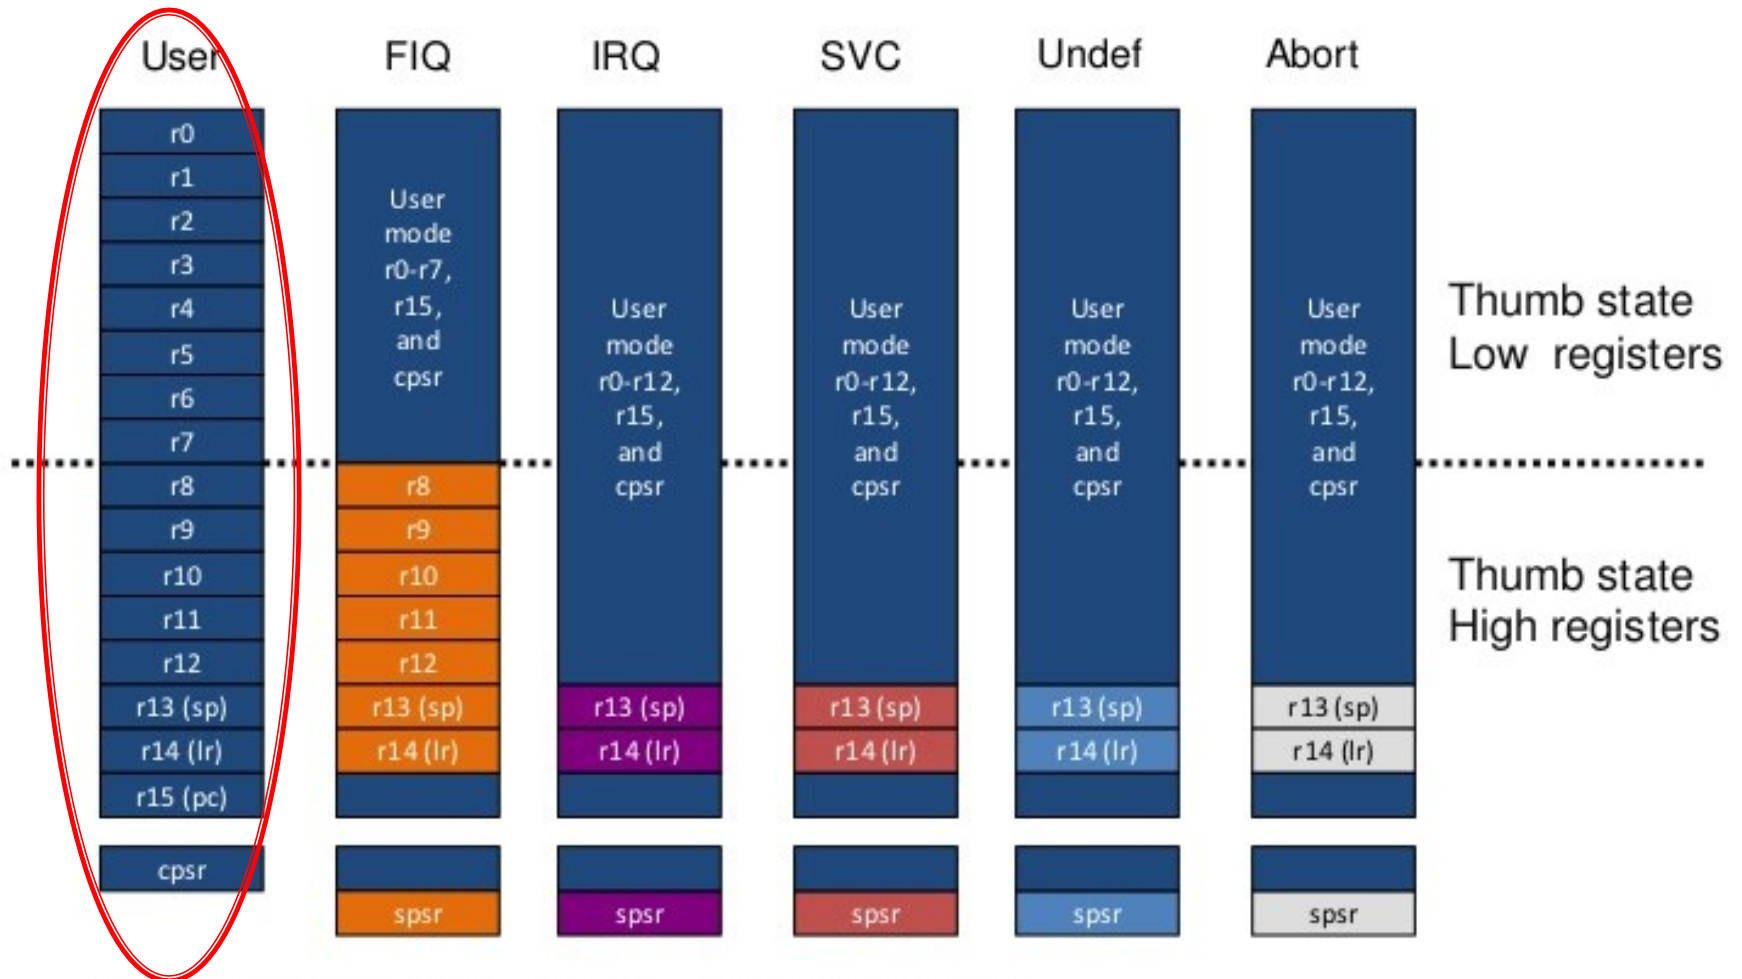 User
FIQ
IRQ
SVC
Undef
Abort
r0
r1
r2
r3
r4
r5
r6
r7
r8
r9
r10
r11
r12
r13 (sp)
r14 (lr)
r15 (pc)
cpsr
User
mode
r0-r7,
r15,
and
cpsr
r8
r9
r10
r11
r12
r13 (sp)
r14 (lr)
spsr
User
mode
r0-r12,
r15,
and
cpsr
r13 (sp)
r14 (lr)
spsr
User
mode
r0-r12,
r15,
and
cpsr
r13 (sp)
r14 (lr)
spsr
User
mode
r0-r12,
r15,
and
cpsr
r13 (sp)
r14 (lr)
spsr
User
mode
r0-r12,
r15,
and
cpsr
r13 (sp)
r14 (lr)
spsr
Thumb state
Low registers
Thumb state
High registers